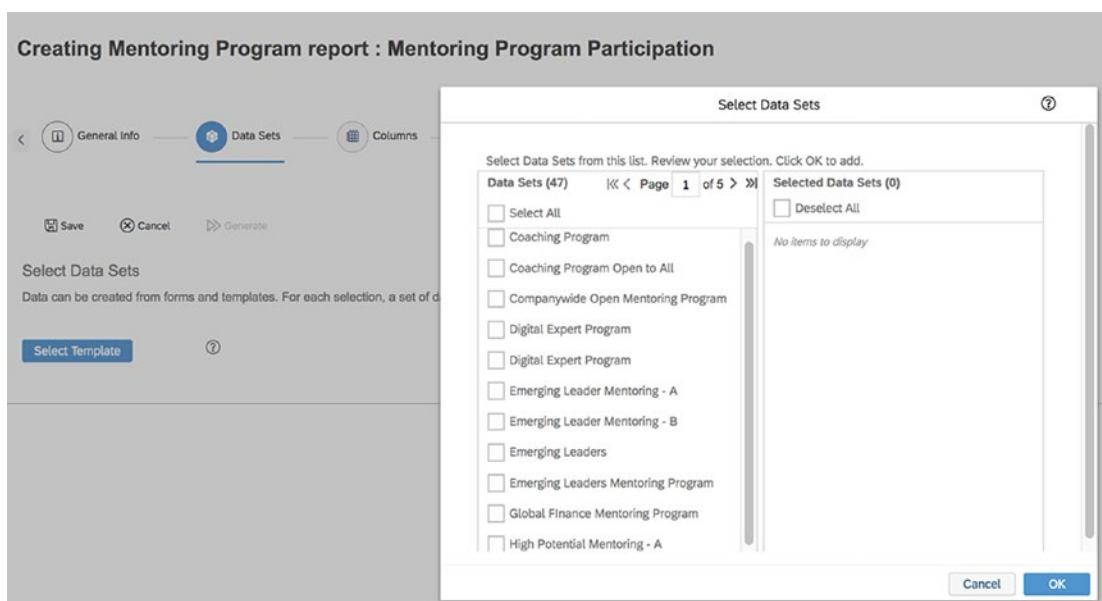 Creating Mentoring Program report : Mentoring Program Participation
General Info
Data Sets
Columns
Save
Cancel
Generate
Select Data Sets
Data can be created from forms and templates. For each selection, a set of d
Select Template
Select Data Sets
Select Data Sets from this list. Review your selection. Click OK to add.
Data Sets (47)
Page 1 of 5
Select All
Coaching Program
Coaching Program Open to All
Companywide Open Mentoring Program
Digital Expert Program
Digital Expert Program
Emerging Leader Mentoring - A
Emerging Leader Mentoring - B
Emerging Leaders
Emerging Leaders Mentoring Program
Global FInance Mentoring Program
High Potential Mentoring - A
Selected Data Sets (0)
Deselect All
No items to display
Cancel
OK